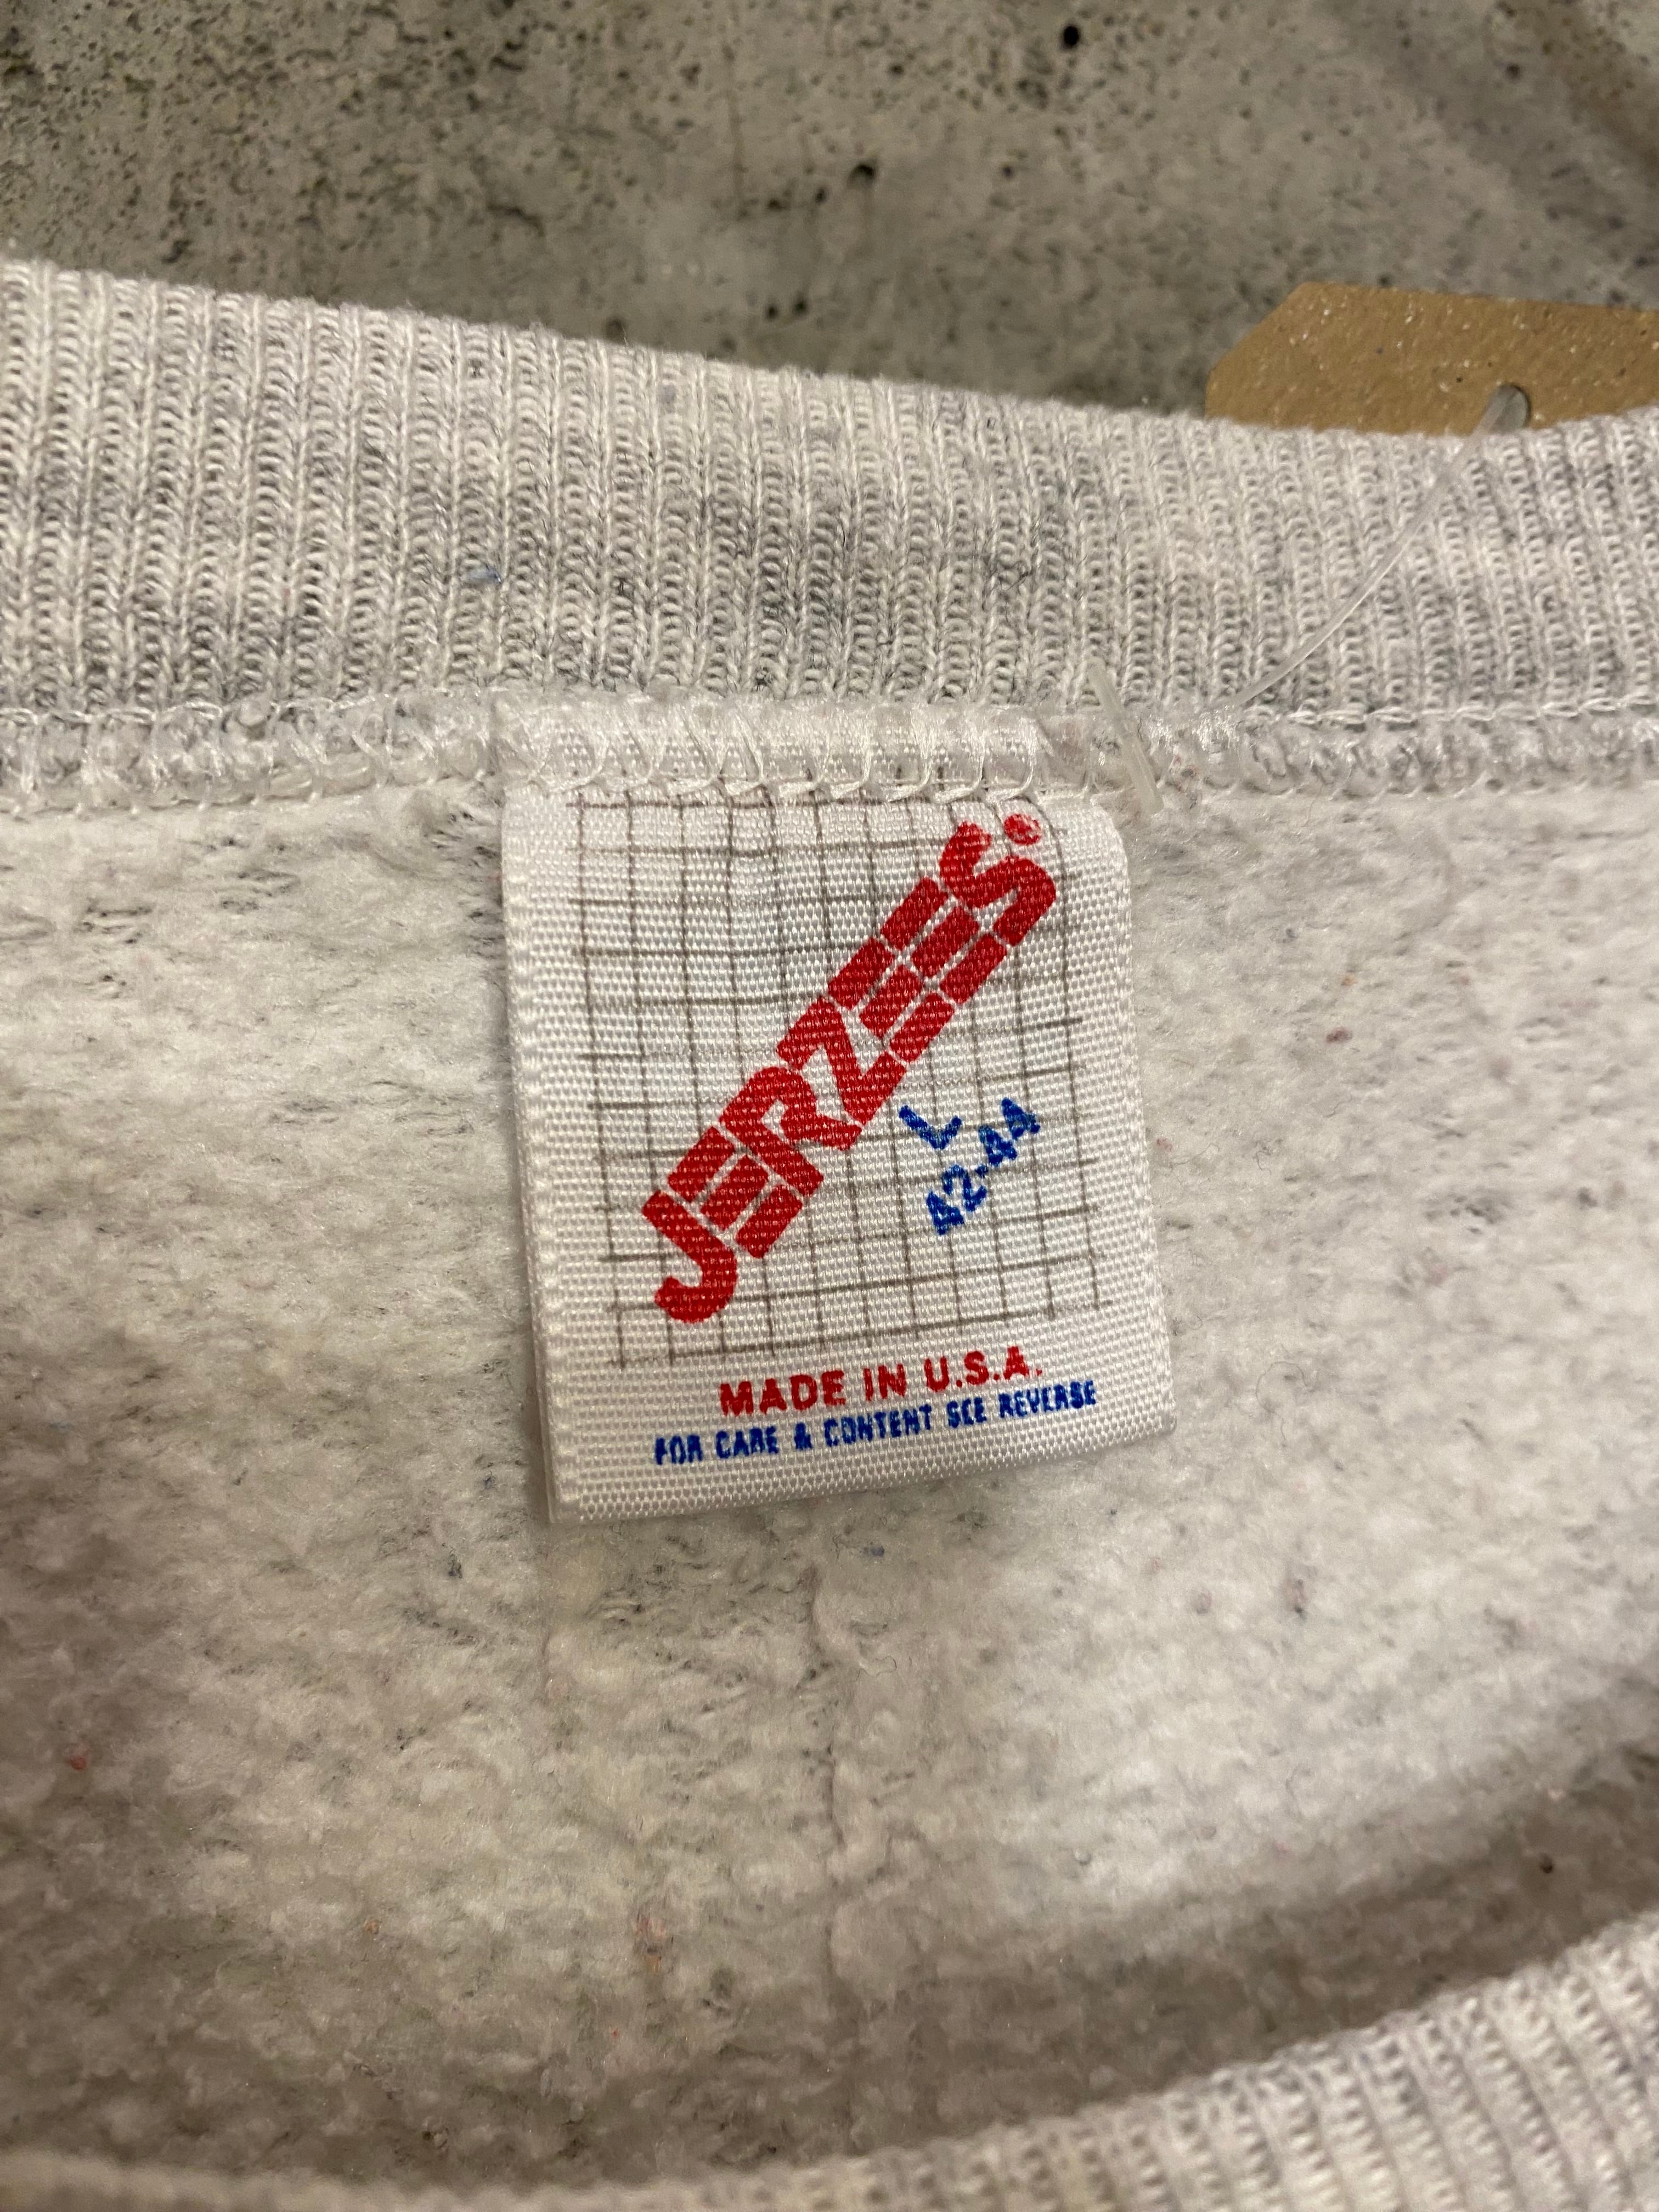 JERZEES®
L
42-44
MADE IN U.S.A.
FOR CARE & CONTENT SEE REVERSE